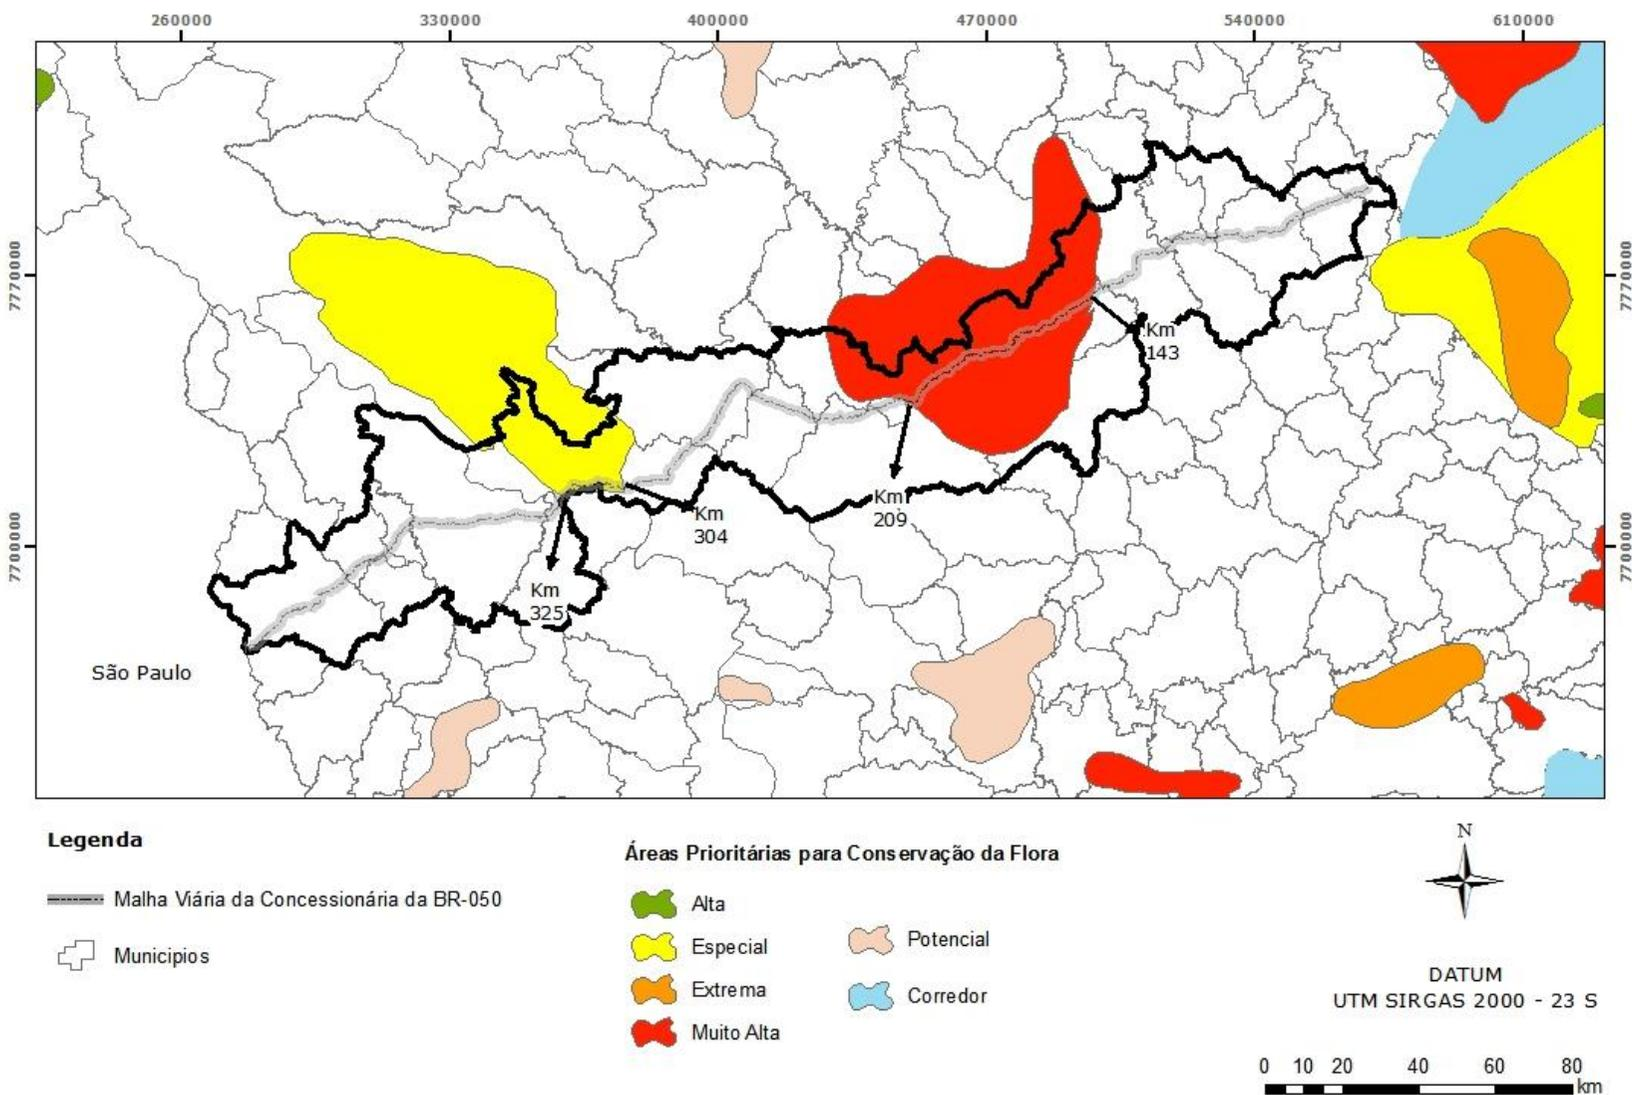 260000 330000 400000 470000 540000 610000
7770000
7770000
Km
143
Km
209
Km
304
7700000
7700000
Km
325
São Paulo
Legenda
Malha Viária da Concessionária da BR-050
Municipios
Áreas Prioritárias para Conservação da Flora
Alta
Especial
Extrema
Muito Alta
Potencial
Corredor
N
DATUM
UTM SIRGAS 2000 - 23 S
0 10 20 40 60 80
km